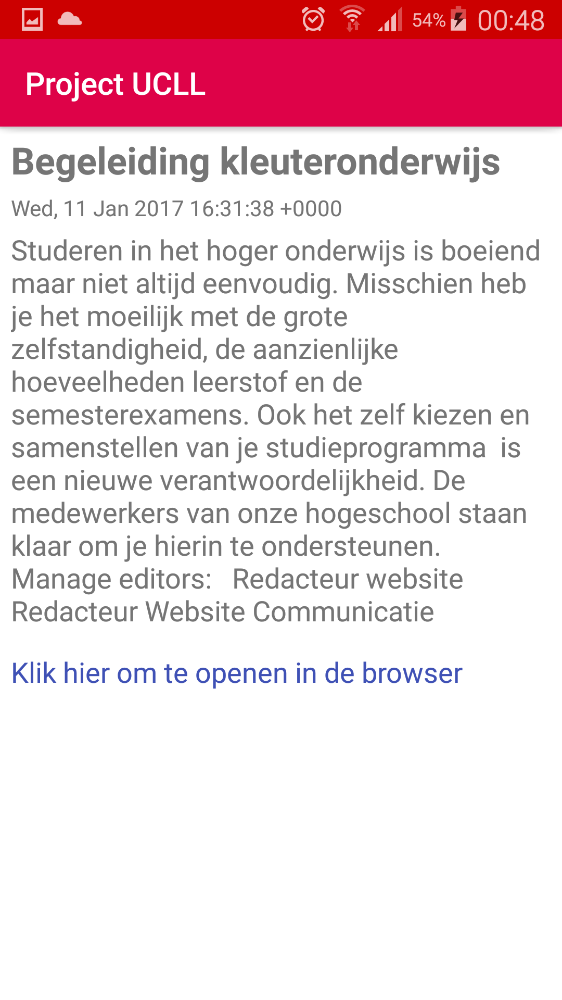 54% 00:48
Project UCLL
Begeleiding kleuteronderwijs
Wed, 11 Jan 2017 16:31:38 +0000
Studeren in het hoger onderwijs is boeiend
maar niet altijd eenvoudig. Misschien heb
je het moeilijk met de grote
zelfstandigheid, de aanzienlijke
hoeveelheden leerstof en de
semesterexamens. Ook het zelf kiezen en
samenstellen van je studieprogramma  is
een nieuwe verantwoordelijkheid. De
medewerkers van onze hogeschool staan
klaar om je hierin te ondersteunen.
Manage editors:   Redacteur website
Redacteur Website Communicatie
Klik hier om te openen in de browser